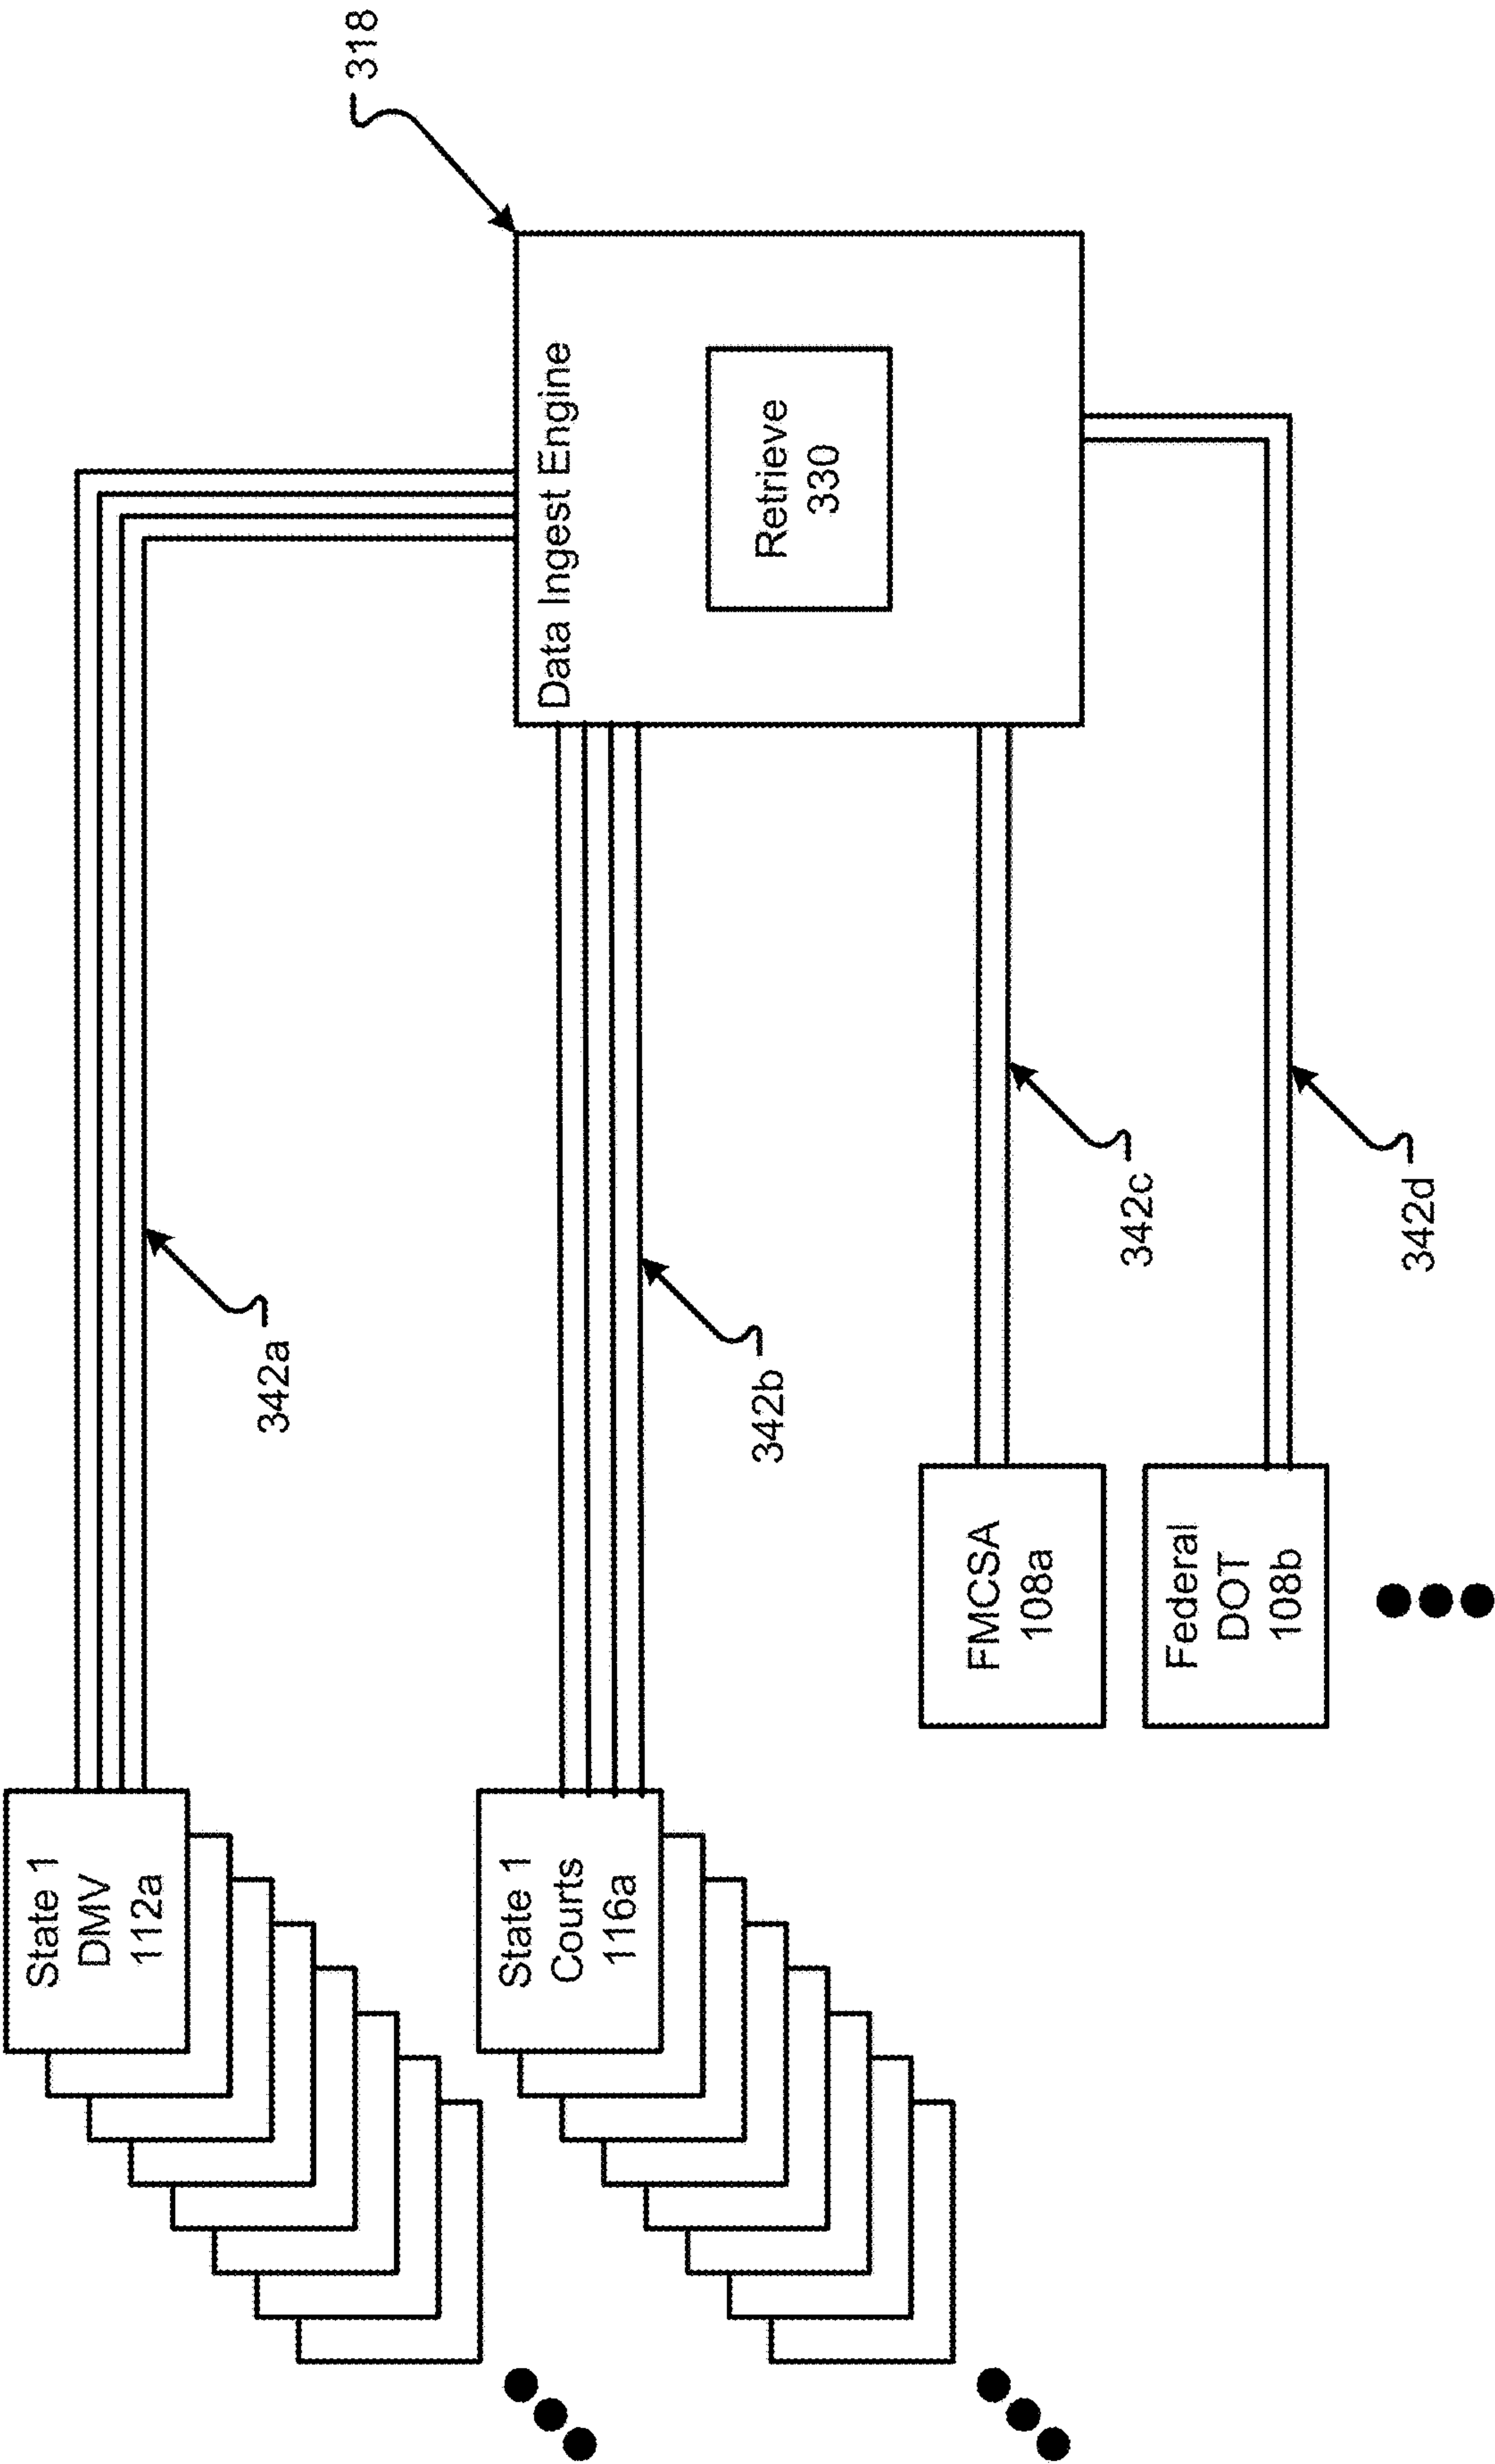 State 1
DMV
112a
342a
318
State 1
Courts
116a
342b
Data Ingest Engine
Retrieve
330
FMCSA
108a
342c
Federal
DOT
108b
342d